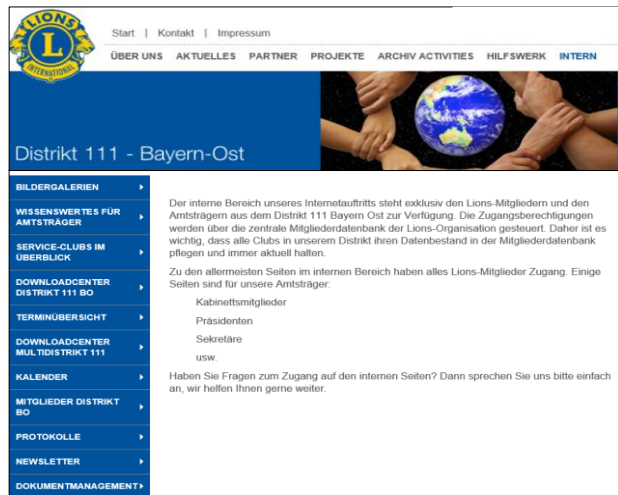 LIONS
L
INTERNATIONAL
Start | Kontakt | Impressum
ÜBER UNS AKTUELLES PARTNER PROJEKTE ARCHIV ACTIVITIES HILFSWERK INTERN
Distrikt 111 - Bayern-Ost
BILDERGALERIEN
WISSENSWERTES FÜR
AMTSTRÄGER
SERVICE-CLUBS IM
ÜBERBLICK
DOWNLOADCENTER
DISTRIKT 111 BO
TERMINÜBERSICHT
DOWNLOADCENTER
MULTIDISTRIKT 111
KALENDER
MITGLIEDER DISTRIKT
BO
PROTOKOLLE
NEWSLETTER
DOKUMENTMANAGEMENT
Der interne Bereich unseres Internetauftritts steht exklusiv den Lions-Mitgliedern und den
Amtsträgern aus dem Distrikt 111 Bayern Ost zur Verfügung. Die Zugangsberechtigungen
werden über die zentrale Mitgliederdatenbank der Lions-Organisation gesteuert. Daher ist es
wichtig, dass alle Clubs in unserem Distrikt ihren Datenbestand in der Mitgliederdatenbank
pflegen und immer aktuell halten.
Zu den allermeisten Seiten im internen Bereich haben alles Lions-Mitglieder Zugang. Einige
Seiten sind für unsere Amtsträger:
Kabinettsmitglieder
Präsidenten
Sekretäre
usw.
Haben Sie Fragen zum Zugang auf den internen Seiten? Dann sprechen Sie uns bitte einfach
an, wir helfen Ihnen gerne weiter.